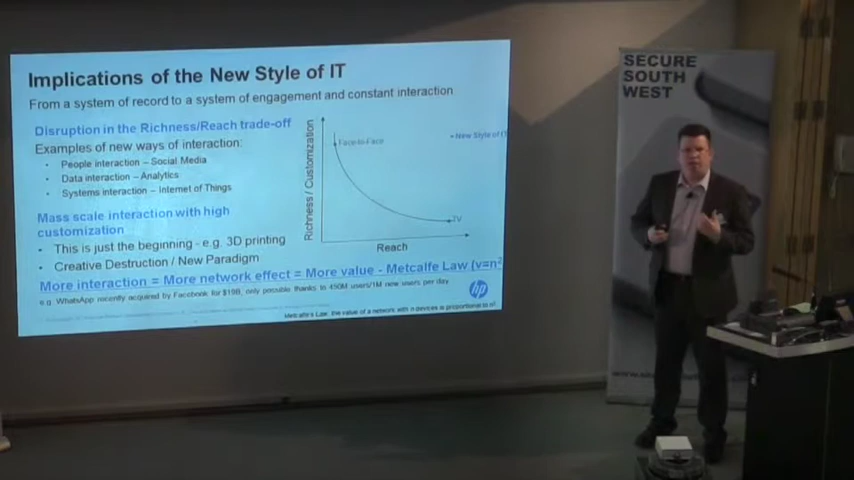 Implications of the New Style of IT
From a system of record to a system of engagement and constant interaction
Disruption in the Richness/Reach trade-off
Examples of new ways of interaction:
• People interaction – Social Media
• Data interaction – Analytics
• Systems interaction – Internet of Things
Mass scale interaction with high
customization
• This is just the beginning - e.g. 3D printing
• Creative Destruction / New Paradigm
Richness / Customization
Face-to-Face
New Style of IT
TV
Reach
More interaction = More network effect = More value - Metcalfe Law (v=n²
e.g. WhatsApp recently acquired by Facebook for $19B, only possible thanks to 450M users/1M new users per day
hp
Metcalfe's Law: the value of a network with n devices is proportional to n²
SECURE
SOUTH
WEST